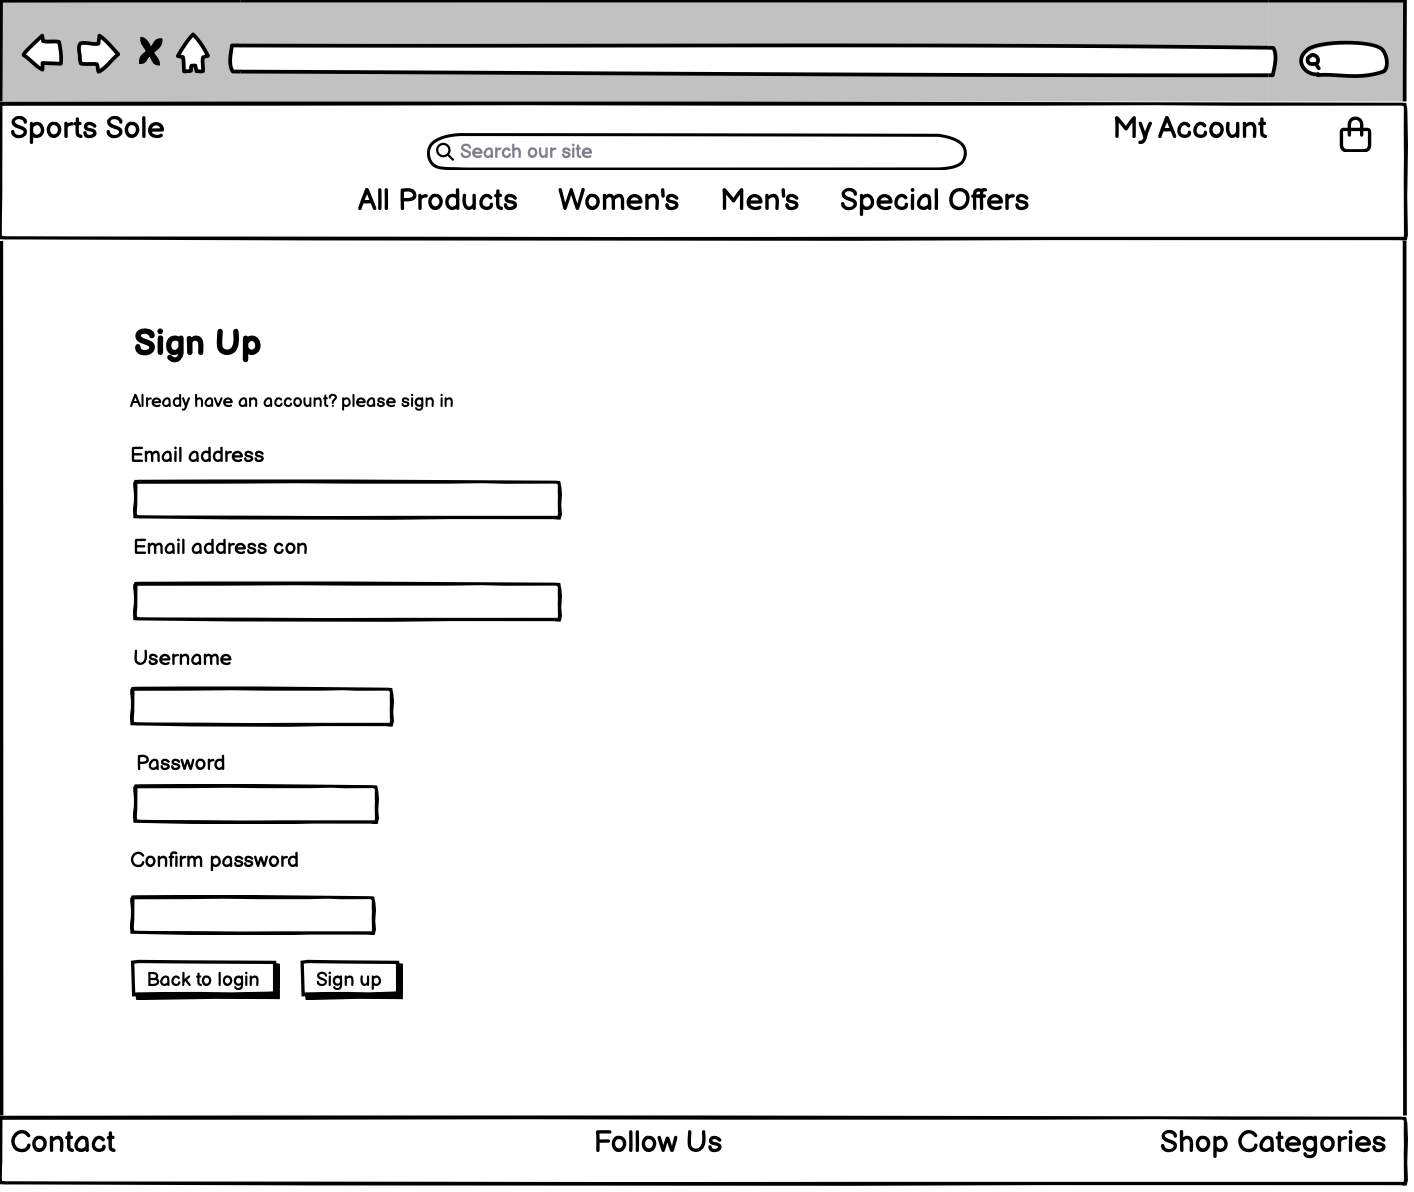 Sports Sole
My Account
Search our site
All Products Women's Men's Special Offers
Sign Up
Already have an account? please sign in
Email address
Email address con
Username
Password
Confirm password
Back to login Sign up
Contact Follow Us Shop Categories